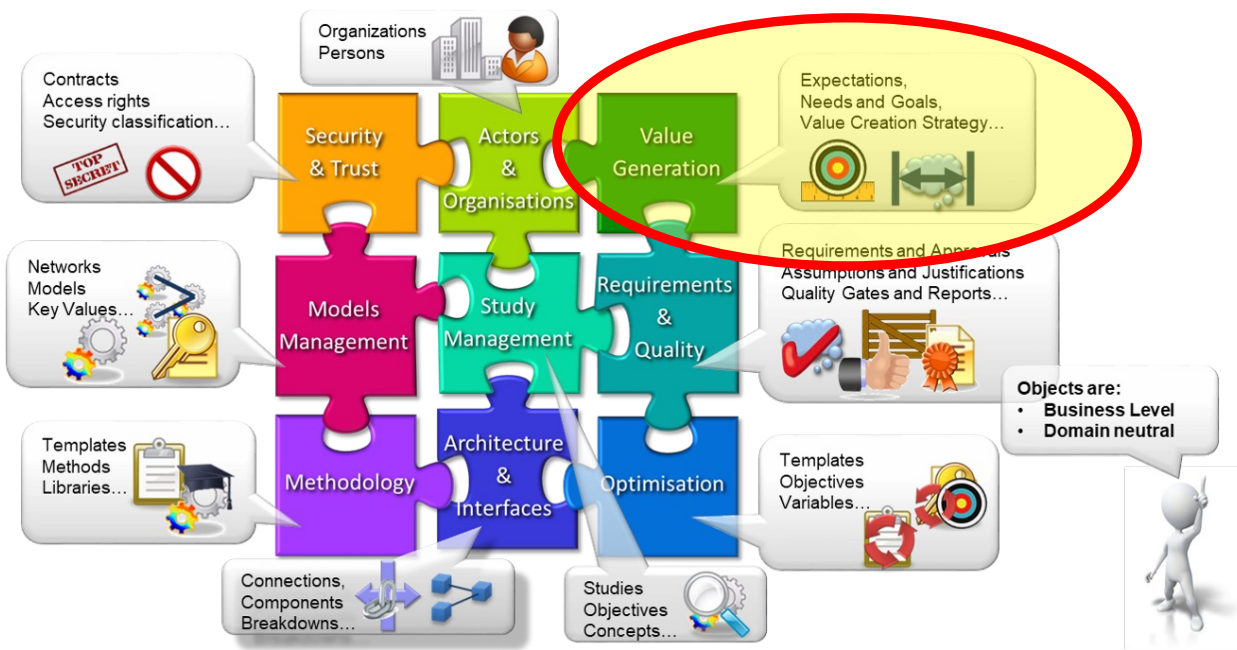 Organizations
Persons
Contracts
Access rights
Security classification…
TOP
SECRET
Security
& Trust
Actors
&
Organisations
Value
Generation
Expectations,
Needs and Goals,
Value Creation Strategy…
Networks
Models
Key Values…
Models
Management
Study
Management
Requirements
&
Quality
Requirements and Approvals
Assumptions and Justifications
Quality Gates and Reports…
Objects are:
• Business Level
• Domain neutral
Templates
Methods
Libraries…
Methodology
Architecture
&
Interfaces
Optimisation
Templates
Objectives
Variables…
Connections,
Components
Breakdowns…
Studies
Objectives
Concepts…